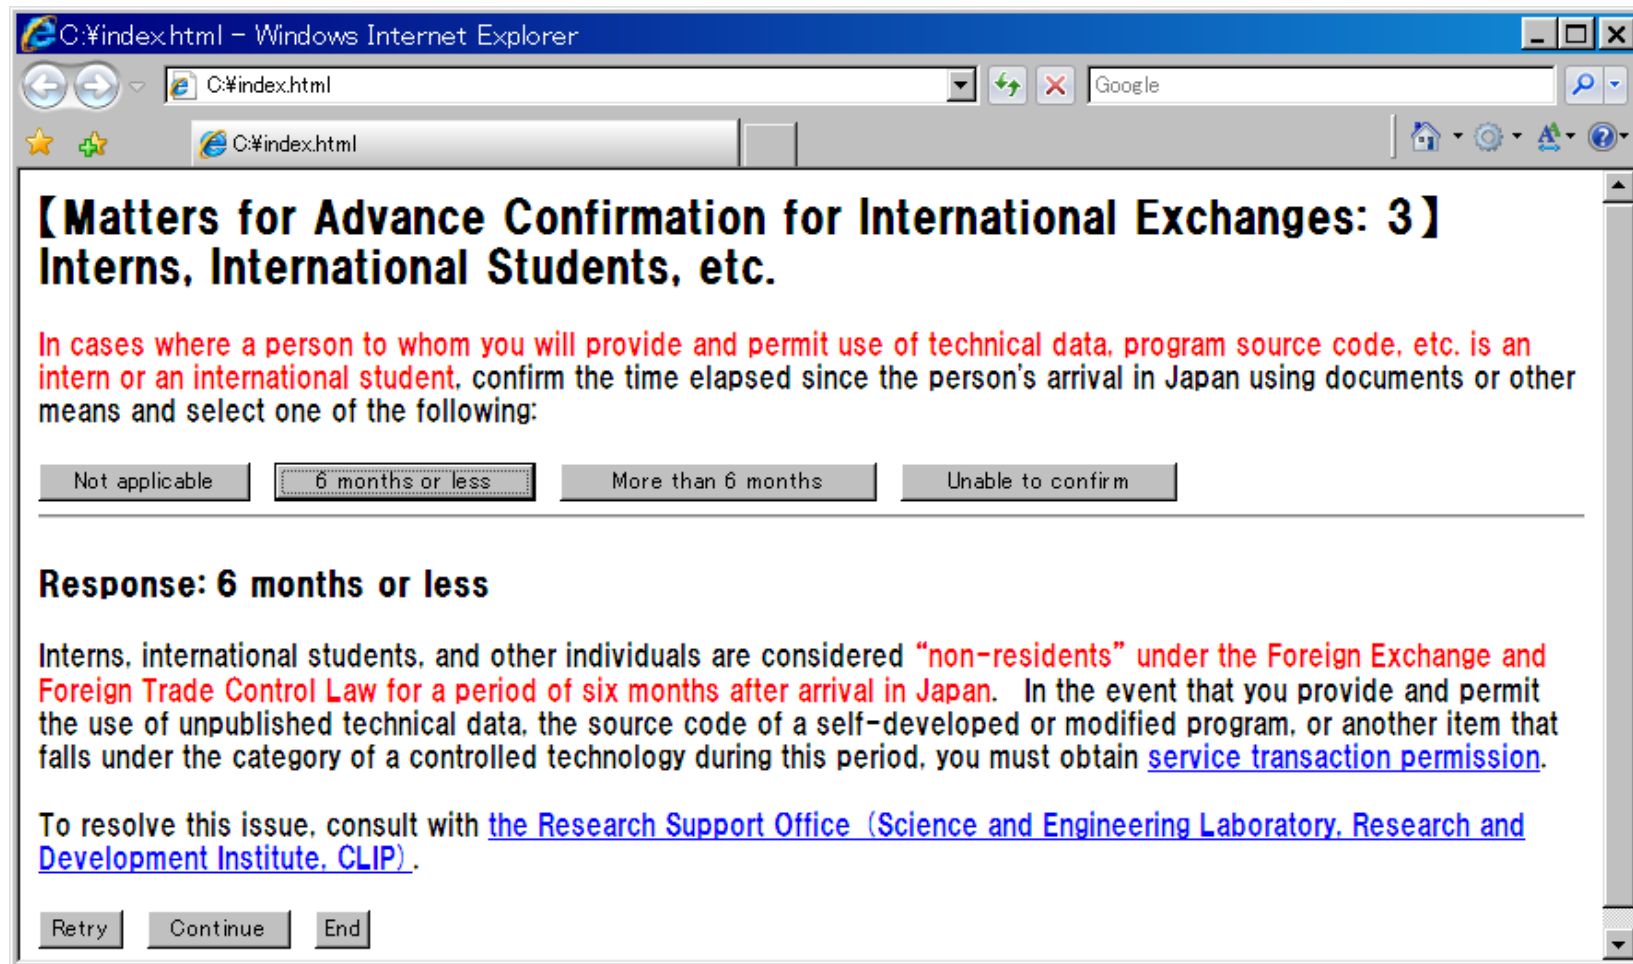 C:¥index.html - Windows Internet Explorer
C:¥index.html
Google
C:¥index.html
【Matters for Advance Confirmation for International Exchanges: 3】
Interns, International Students, etc.
In cases where a person to whom you will provide and permit use of technical data, program source code, etc. is an
intern or an international student, confirm the time elapsed since the person's arrival in Japan using documents or other
means and select one of the following:
Not applicable 6 months or less More than 6 months Unable to confirm
Response: 6 months or less
Interns, international students, and other individuals are considered “non-residents” under the Foreign Exchange and
Foreign Trade Control Law for a period of six months after arrival in Japan. In the event that you provide and permit
the use of unpublished technical data, the source code of a self-developed or modified program, or another item that
falls under the category of a controlled technology during this period, you must obtain service transaction permission.
To resolve this issue, consult with the Research Support Office (Science and Engineering Laboratory, Research and
Development Institute, CLIP).
Retry Continue End